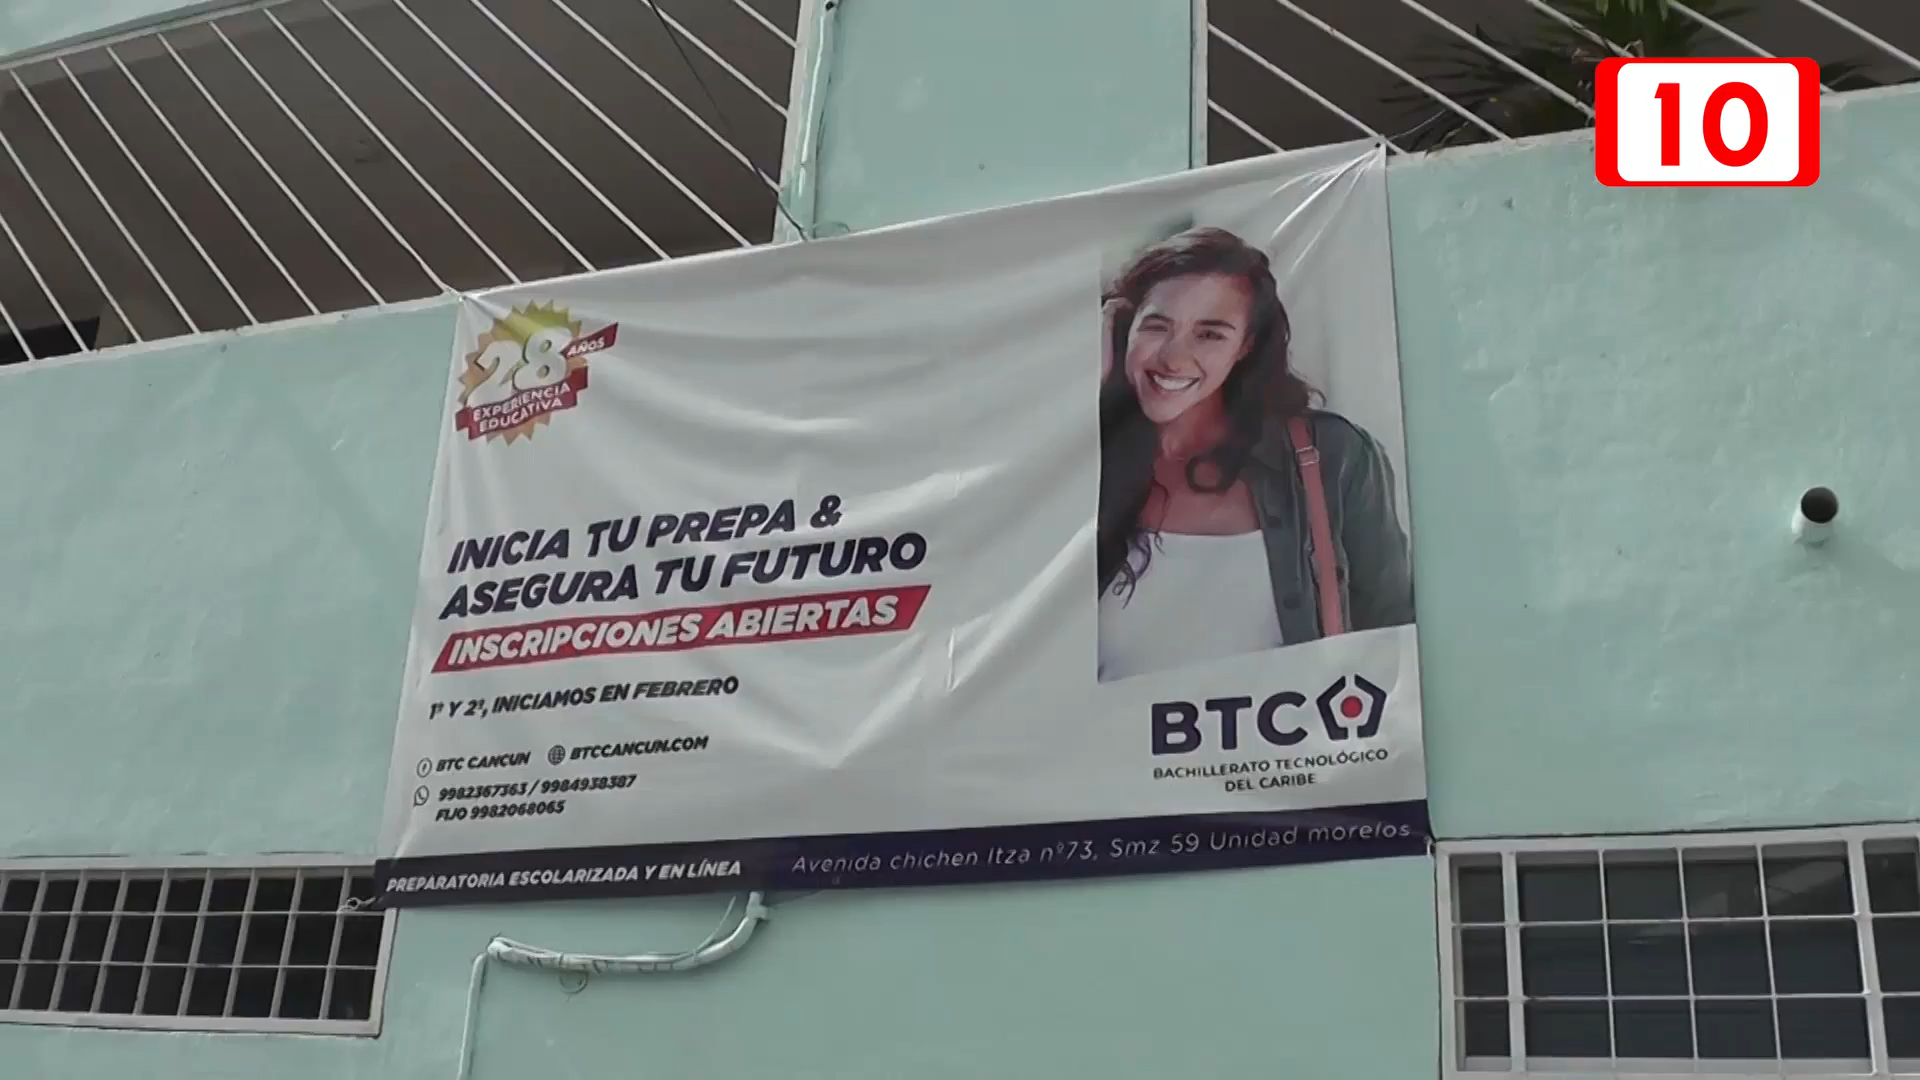 10
28
AÑOS
EXPERIENCIA
EDUCATIVA
INICIA TU PREPA &
ASEGURA TU FUTURO
INSCRIPCIONES ABIERTAS
1º Y 2º, INICIAMOS EN FEBRERO
BTC CANCUN BTCCANCUN.COM
9982367363 / 9984938387
FIJO 9982068065
BTC
BACHILLERATO TECNOLÓGICO
DEL CARIBE
PREPARATORIA ESCOLARIZADA Y EN LÍNEA Avenida chichen Itza nº73, Smz 59 Unidad morelos